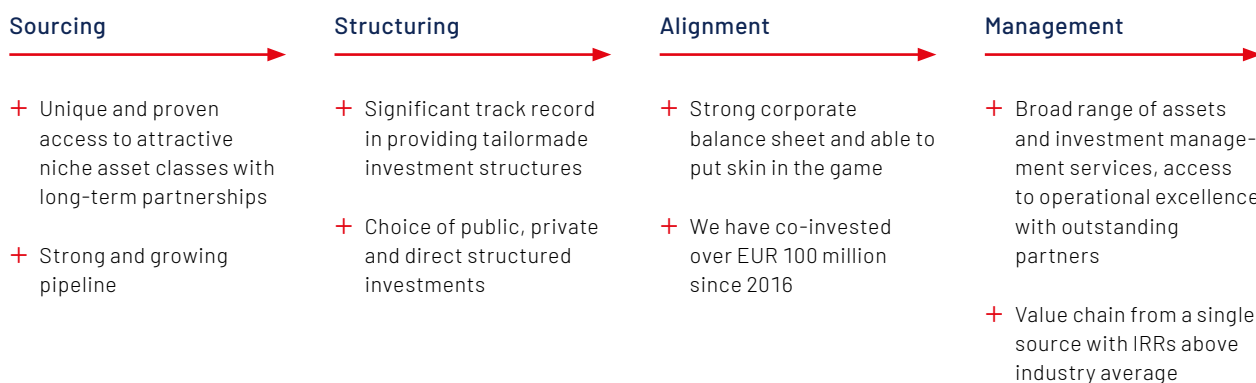 Sourcing
+ Unique and proven
access to attractive
niche asset classes with
long-term partnerships
+ Strong and growing
pipeline
Structuring
+ Significant track record
in providing tailormade
investment structures
+ Choice of public, private
and direct structured
investments
Alignment
+ Strong corporate
balance sheet and able to
put skin in the game
+ We have co-invested
over EUR 100 million
since 2016
Management
+ Broad range of assets
and investment manage-
ment services, access
to operational excellence
with outstanding
partners
+ Value chain from a single
source with IRRs above
industry average